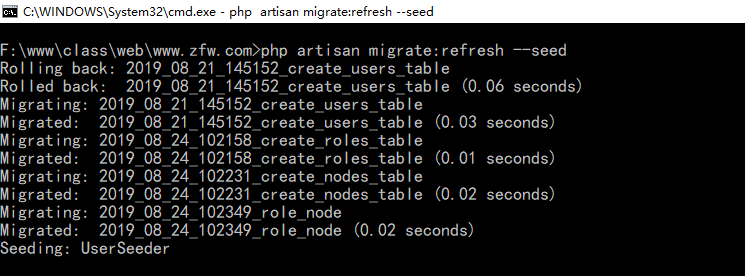 C:\WINDOWS\System32\cmd.exe - php  artisan migrate:refresh --seed
F:\www\class\web\www.zfw.com>php artisan migrate:refresh --seed
Rolling back: 2019_08_21_145152_create_users_table
Rolled back:  2019_08_21_145152_create_users_table (0.06 seconds)
Migrating: 2019_08_21_145152_create_users_table
Migrated:  2019_08_21_145152_create_users_table (0.03 seconds)
Migrating: 2019_08_24_102158_create_roles_table
Migrated:  2019_08_24_102158_create_roles_table (0.01 seconds)
Migrating: 2019_08_24_102231_create_nodes_table
Migrated:  2019_08_24_102231_create_nodes_table (0.02 seconds)
Migrating: 2019_08_24_102349_role_node
Migrated:  2019_08_24_102349_role_node (0.02 seconds)
Seeding: UserSeeder